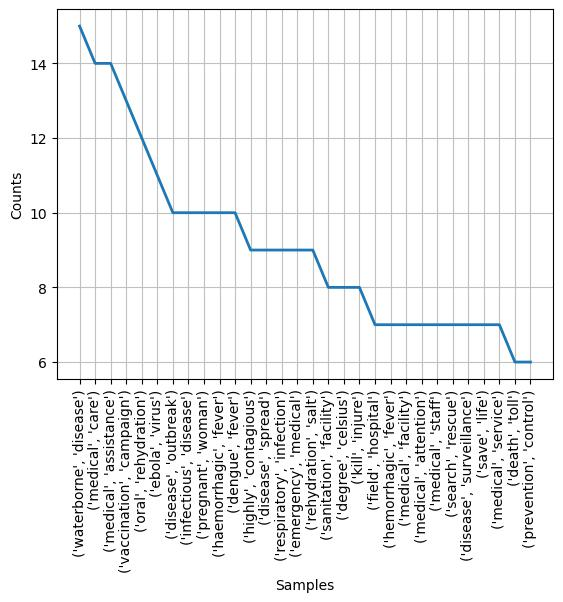 14
12
10
8
6
Counts
('waterborne', 'disease')
('medical', 'care')
('medical', 'assistance')
('vaccination', 'campaign')
('oral', 'rehydration')
('ebola', 'virus')
('disease', 'outbreak')
('infectious', 'disease')
('pregnant', 'woman')
('haemorrhagic', 'fever')
('dengue', 'fever')
('highly', 'contagious')
('disease', 'spread')
('respiratory', 'infection')
('emergency', 'medical')
('rehydration', 'salt')
('sanitation', 'facility')
('degree', 'celsius')
('kill', 'injure')
('field', 'hospital')
('hemorrhagic', 'fever')
('medical', 'facility')
('medical', 'attention')
('medical', 'staff')
('search', 'rescue')
('disease', 'surveillance')
('save', 'life')
('medical', 'service')
('death', 'toll')
('prevention', 'control')
Samples